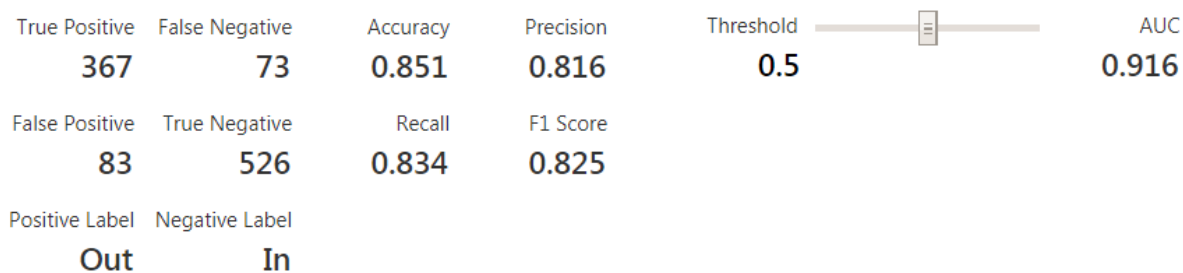 True Positive False Negative Accuracy Precision Threshold AUC
367 73 0.851 0.816 0.5 0.916
False Positive True Negative Recall F1 Score
83 526 0.834 0.825
Positive Label Negative Label
Out In